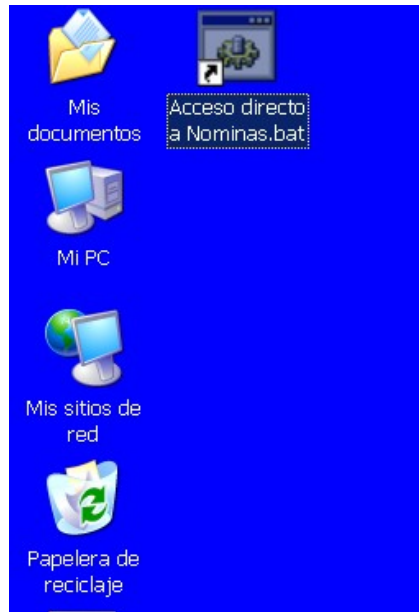 Mis
documentos
Acceso directo
a Nominas.bat
Mi PC
Mis sitios de
red
Papelera de
reciclaje